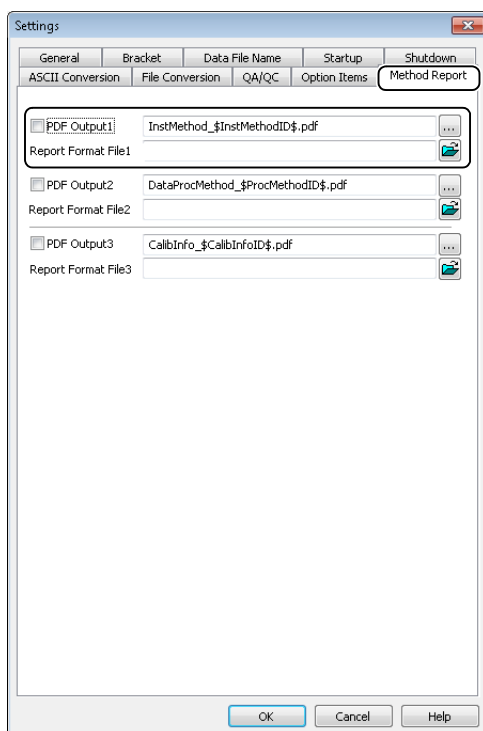 Settings
General Bracket Data File Name Startup Shutdown
ASCII Conversion File Conversion QA/QC Option Items Method Report
PDF Output1 InstMethod_$InstMethodID$.pdf ...
Report Format File1
PDF Output2 DataProcMethod_$ProcMethodID$.pdf ...
Report Format File2
PDF Output3 CalibInfo_$CalibInfoID$.pdf ...
Report Format File3
OK Cancel Help